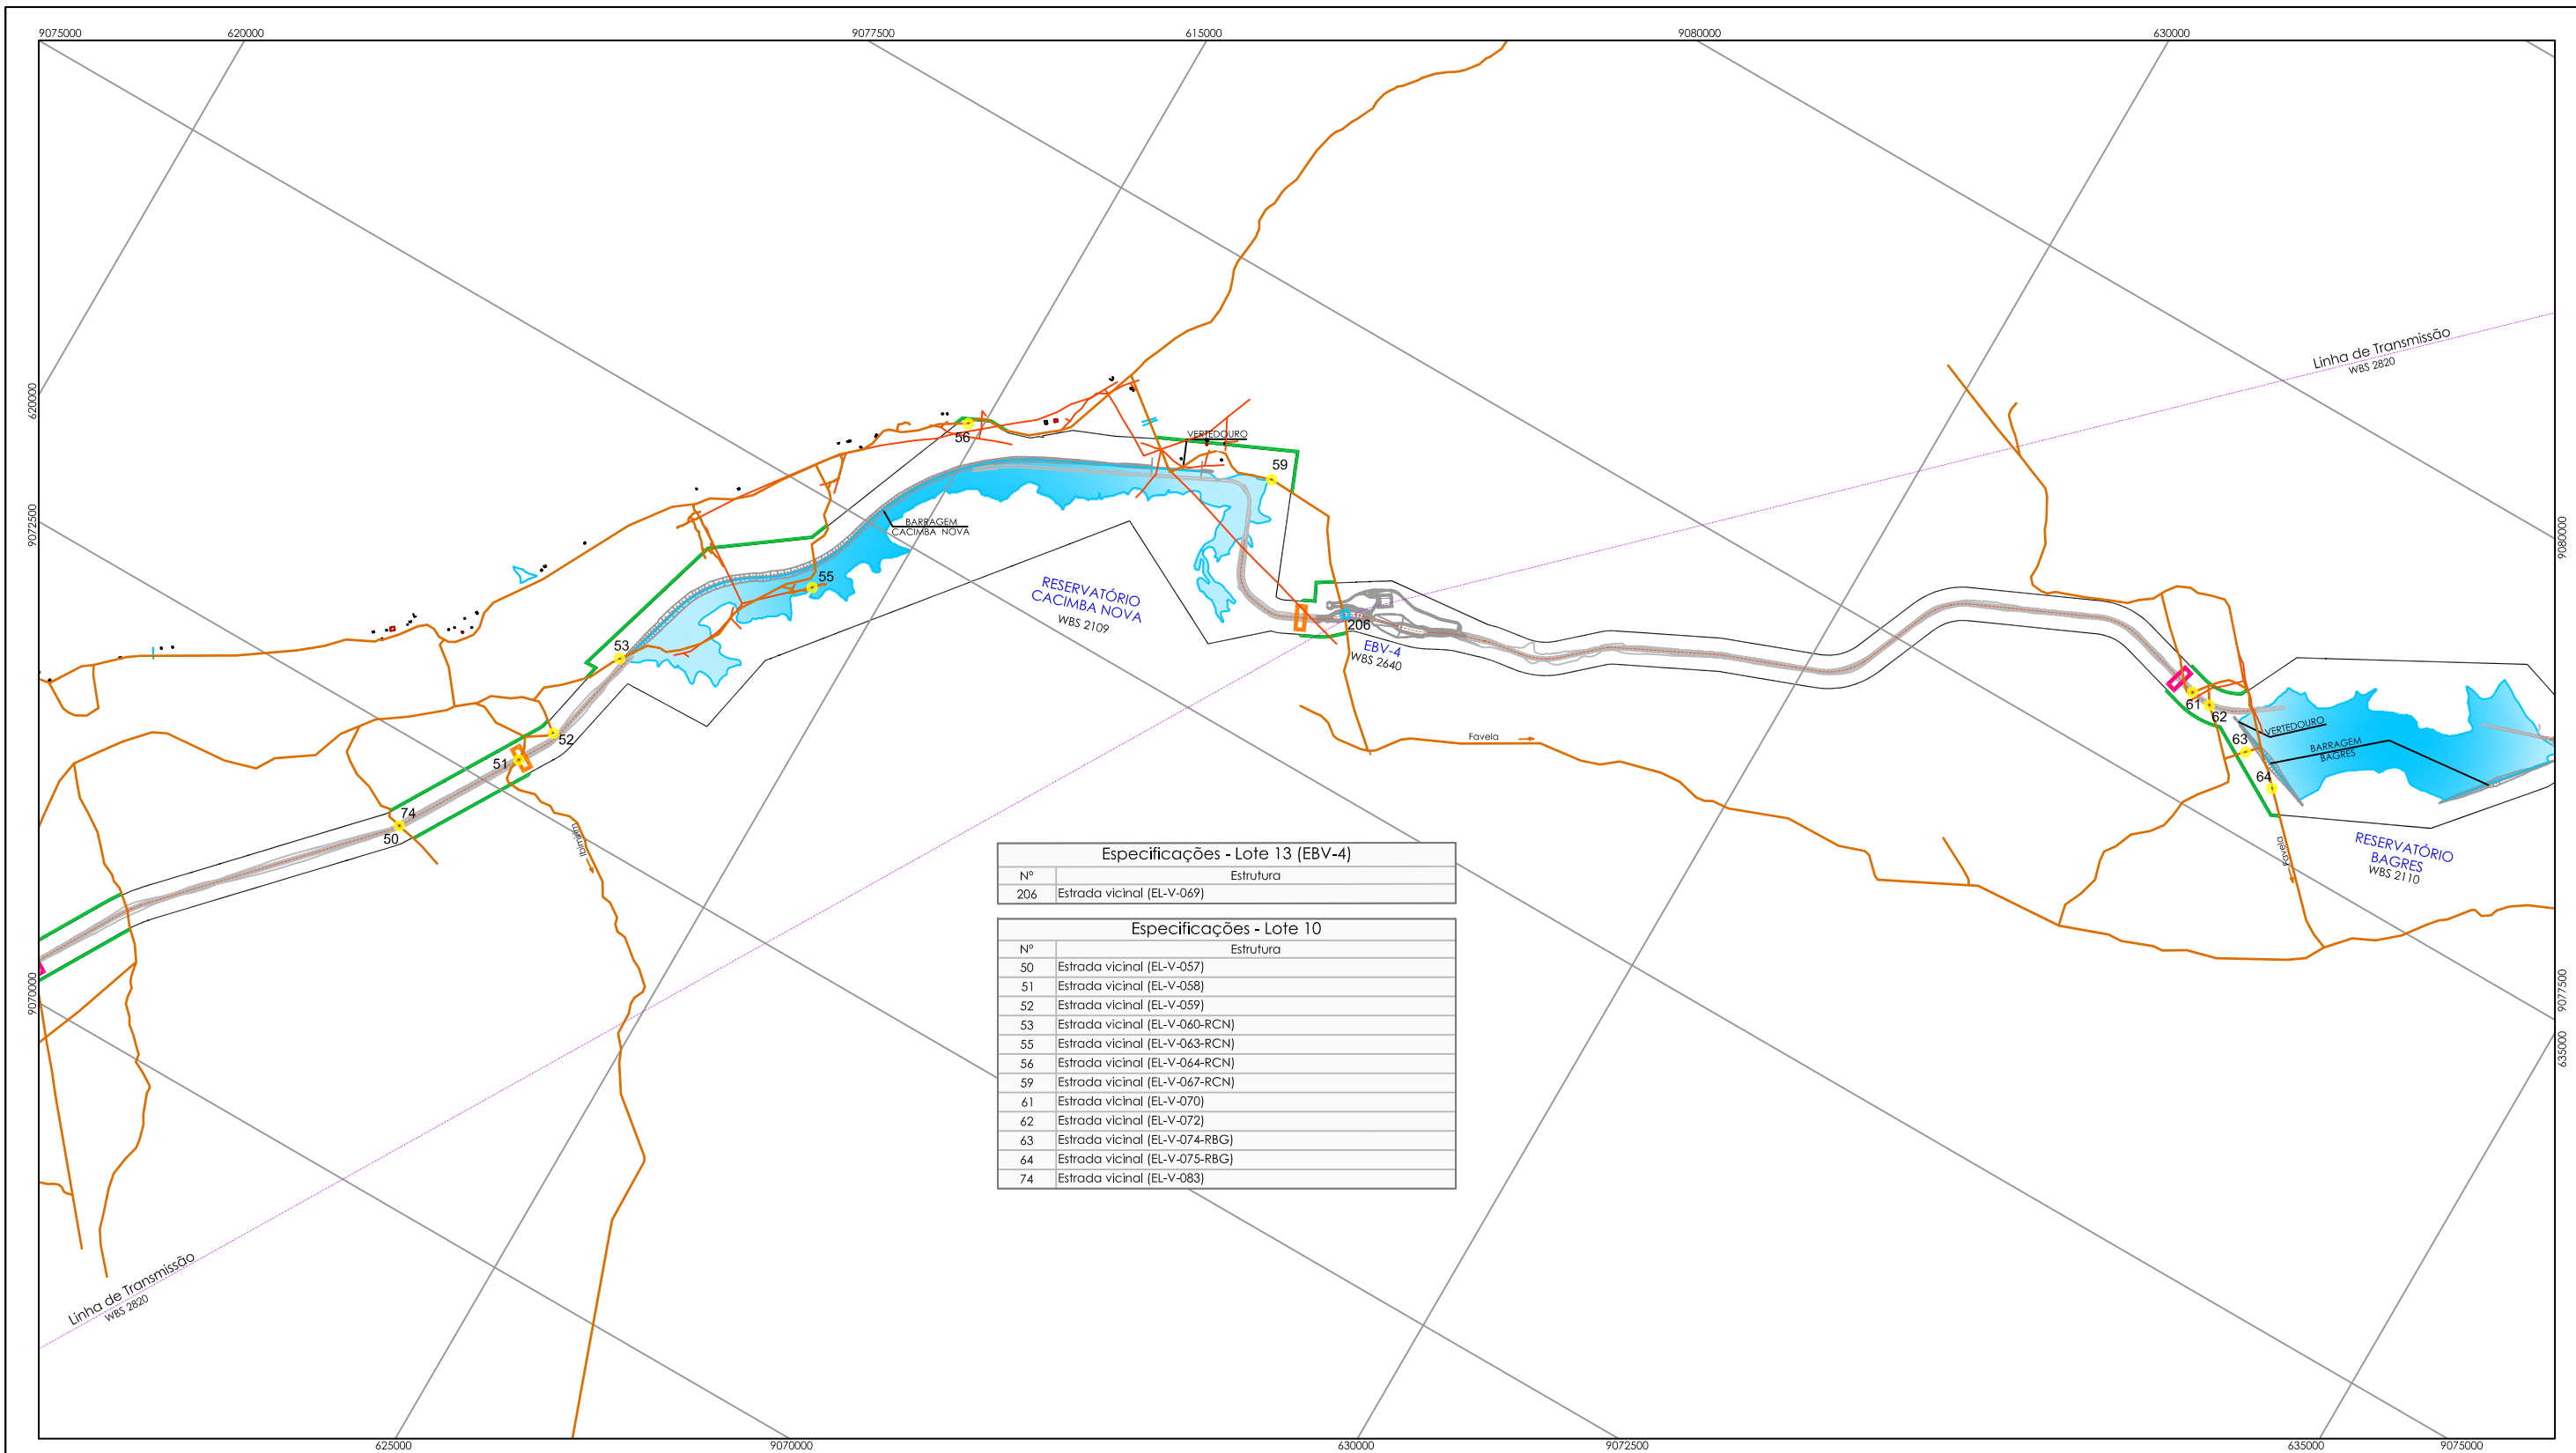 9075000
620000
9077500
615000
9080000
630000
Linha de Transmissão
WBS 2820
620000
56
VERTEDOURO
59
9072500
BARRAGEM
CACIMBA NOVA
9080000
55
RESERVATÓRIO
CACIMBA NOVA
WBS 2109
206
EBV-4
WBS 2640
53
61
62
VERTEDOURO
52
Favela
63
BARRAGEM
BAGRES
51
64
74
50
Ibimirim
Favela
RESERVATÓRIO
BAGRES
WBS 2110
Especificações - Lote 13 (EBV-4)
Nº Estrutura
206 Estrada vicinal (EL-V-069)
Especificações - Lote 10
Nº Estrutura
50 Estrada vicinal (EL-V-057)
51 Estrada vicinal (EL-V-058)
52 Estrada vicinal (EL-V-059)
53 Estrada vicinal (EL-V-060-RCN)
55 Estrada vicinal (EL-V-063-RCN)
56 Estrada vicinal (EL-V-064-RCN)
59 Estrada vicinal (EL-V-067-RCN)
61 Estrada vicinal (EL-V-070)
62 Estrada vicinal (EL-V-072)
63 Estrada vicinal (EL-V-074-RBG)
64 Estrada vicinal (EL-V-075-RBG)
74 Estrada vicinal (EL-V-083)
9070000
9077500
635000
Linha de Transmissão
WBS 2820
625000
9070000
630000
9072500
635000
9075000